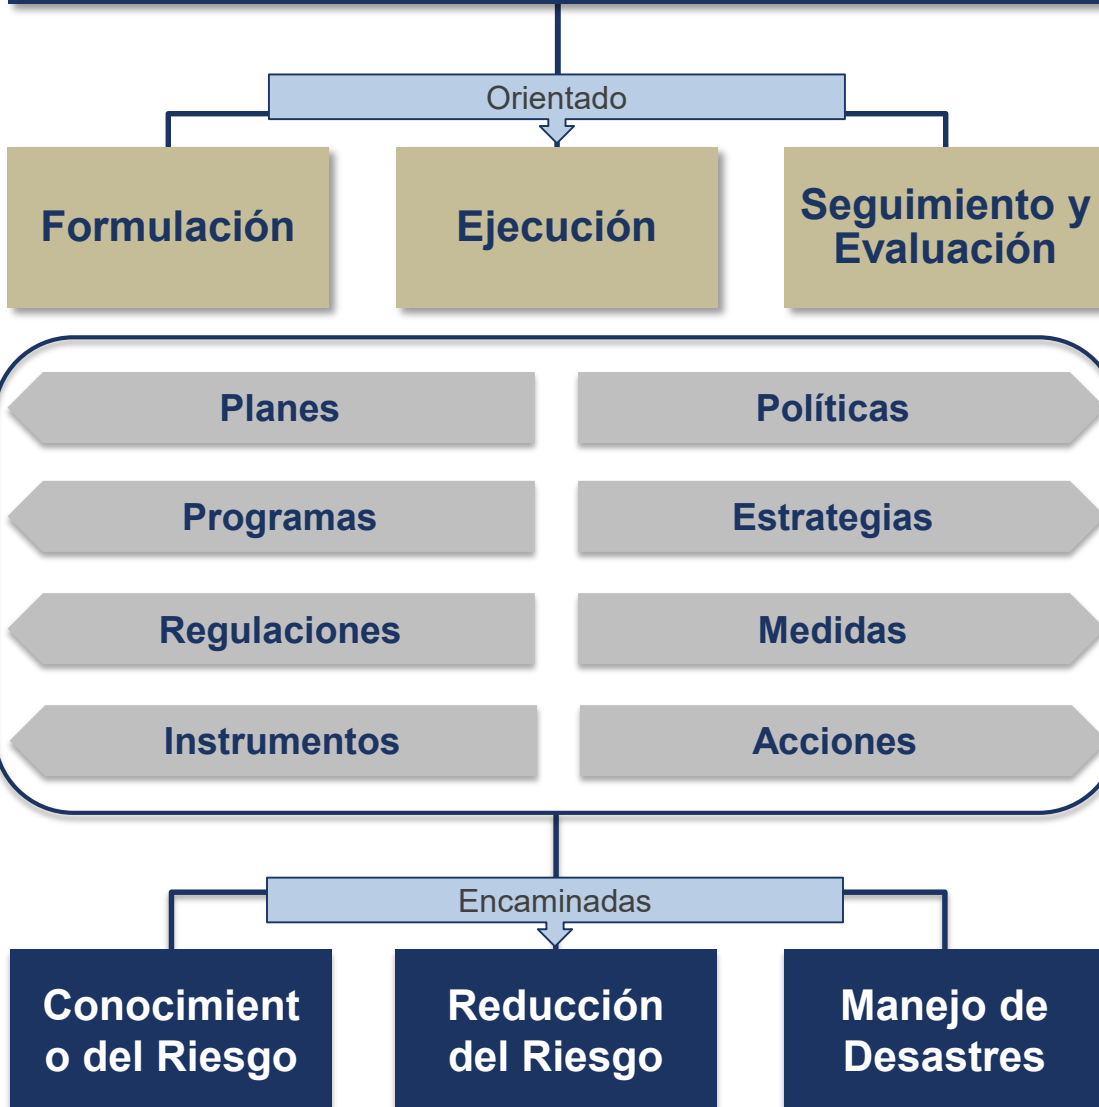 Orientado
Formulación
Ejecución
Seguimiento y
Evaluación
Planes
Políticas
Programas
Estrategias
Regulaciones
Medidas
Instrumentos
Acciones
Encaminadas
Conocimient
o del Riesgo
Reducción
del Riesgo
Manejo de
Desastres